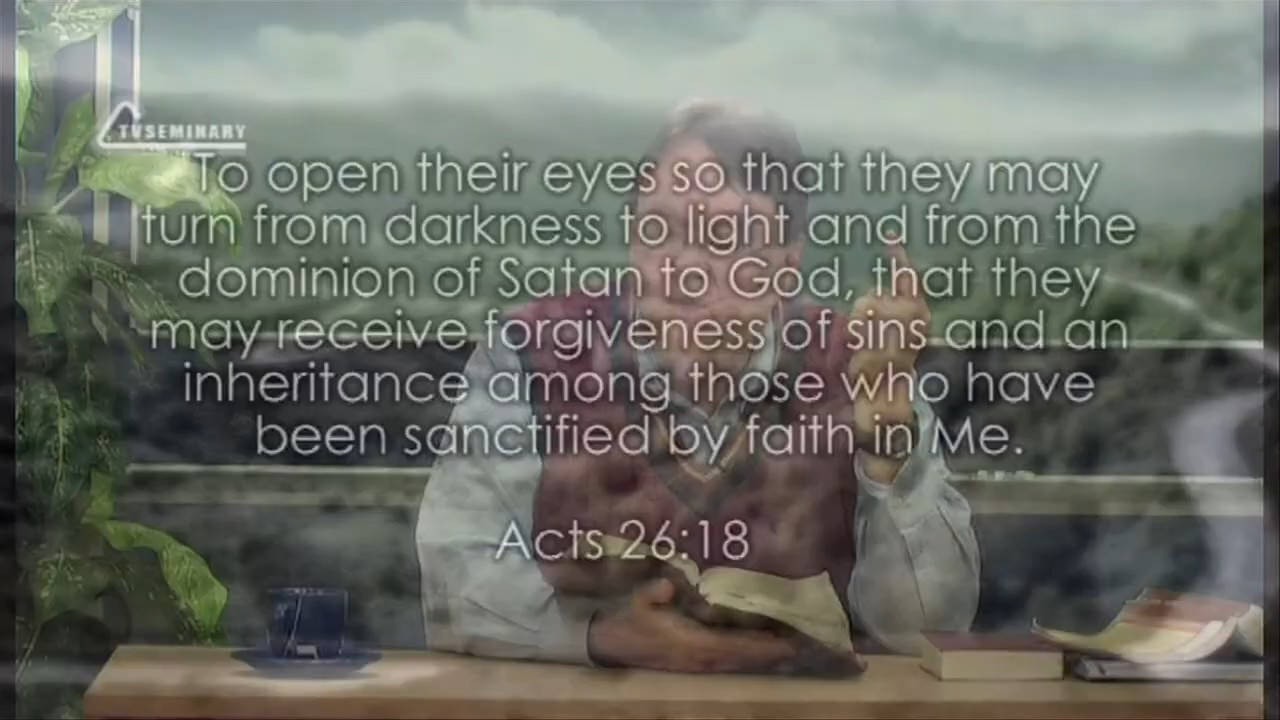 TVSEMINARY
To open their eyes so that they may
turn from darkness to light and from the
dominion of Satan to God, that they
may receive forgiveness of sins and an
inheritance among those who have
been sanctified by faith in Me.
Acts 26:18